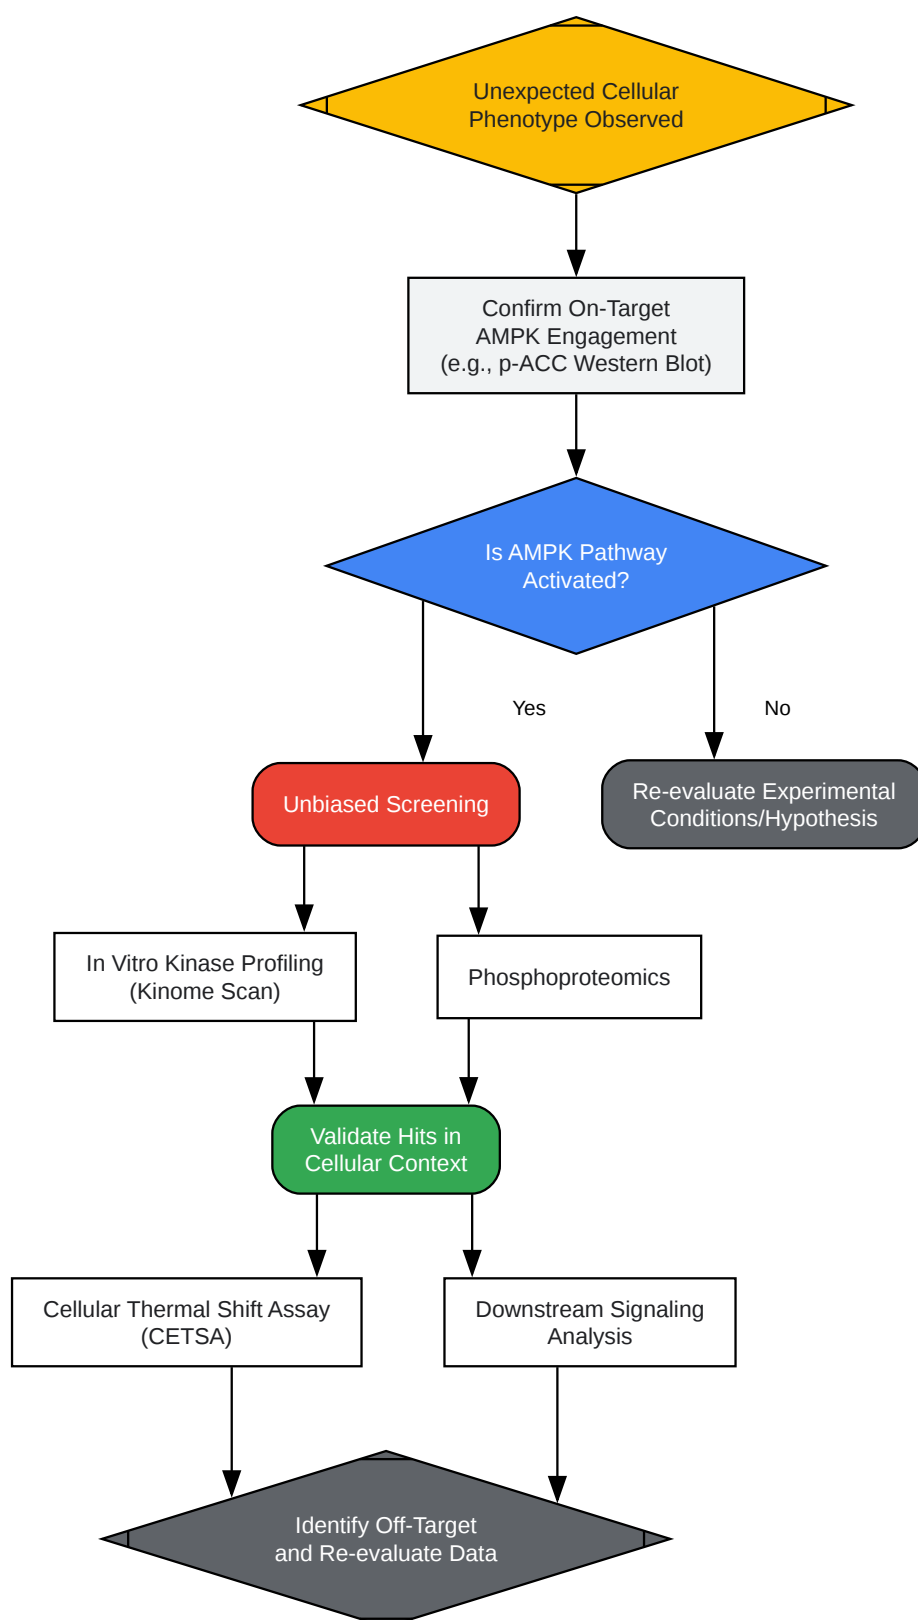 Unexpected Cellular
Phenotype Observed
Confirm On-Target
AMPK Engagement
(e.g., p-ACC Western Blot)
Is AMPK Pathway
Activated?
Yes
No
Unbiased Screening
Re-evaluate Experimental
Conditions/Hypothesis
In Vitro Kinase Profiling
(Kinome Scan)
Phosphoproteomics
Validate Hits in
Cellular Context
Cellular Thermal Shift Assay
(CETSA)
Downstream Signaling
Analysis
Identify Off-Target
and Re-evaluate Data